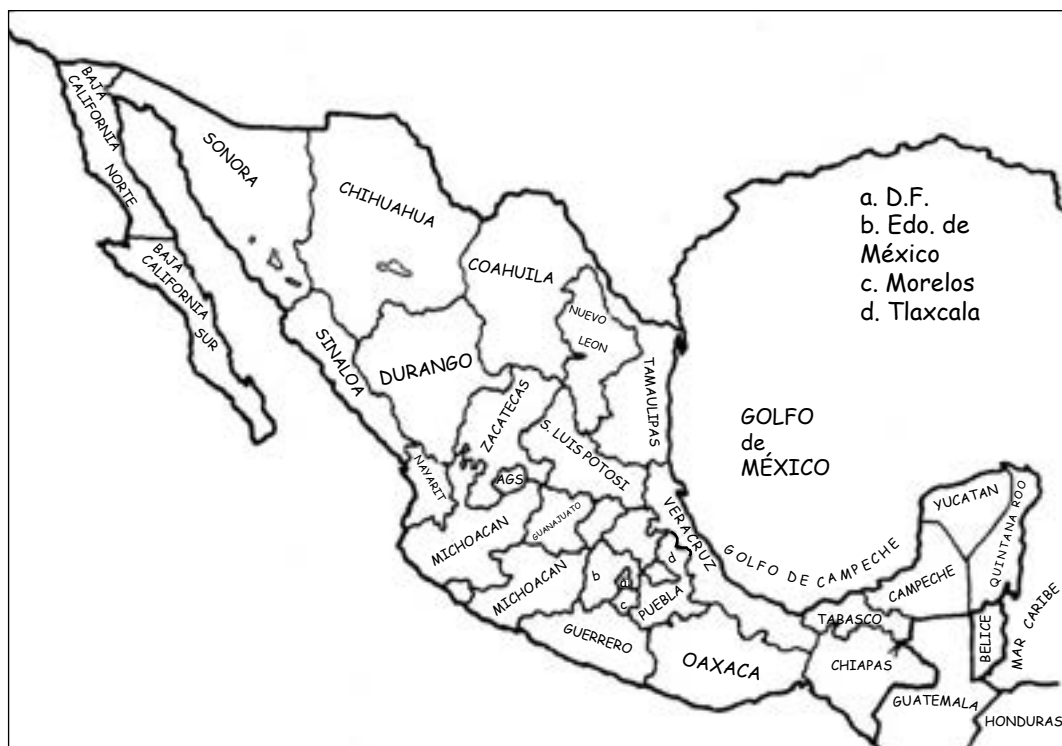 BAJA CALIFORNIA NORTE
SONORA
CHIHUAHUA
a. D.F.
b. Edo. de
México
c. Morelos
d. Tlaxcala
BAJA CALIFORNIA SUR
COAHUILA
NUEVO
LEON
SINALOA
DURANGO
TAMAULIPAS
ZACATECAS
S. LUIS POTOSI
GOLFO
de
MÉXICO
NAYARIT
AGS
VERACRUZ
YUCATAN
QUINTANA ROO
MICHOACAN
GUANAJUATO
GOLFO DE CAMPECHE
CAMPECHE
MICHOACAN
b
a
d
c
PUEBLA
TABASCO
BELICE
MAR CARIBE
GUERRERO
OAXACA
CHIAPAS
GUATEMALA
HONDURAS